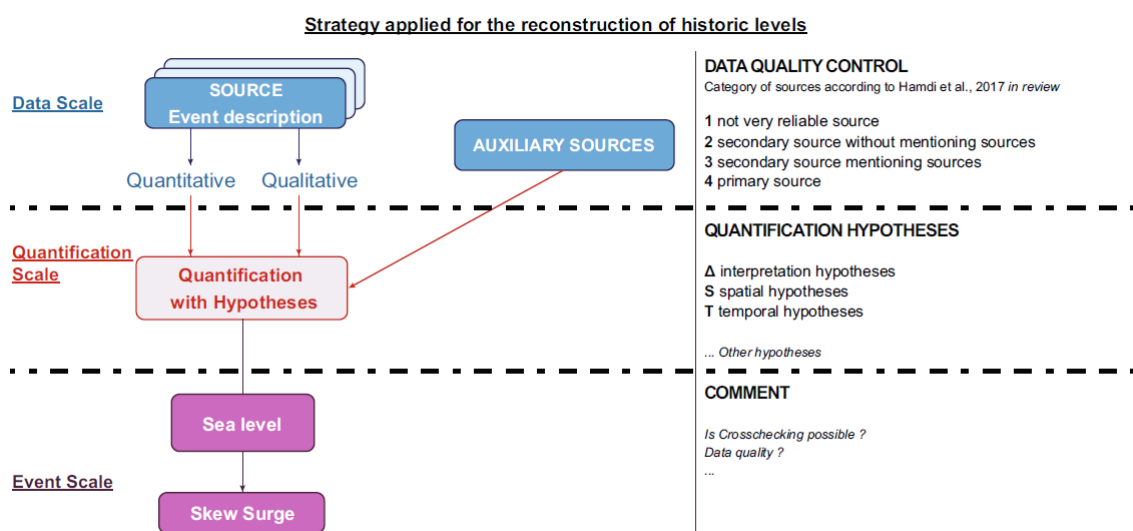 Strategy applied for the reconstruction of historic levels
Data Scale
SOURCE
Event description
Quantitative
Qualitative
AUXILIARY SOURCES
DATA QUALITY CONTROL
Category of sources according to Hamdi et al., 2017 in review
1 not very reliable source
2 secondary source without mentioning sources
3 secondary source mentioning sources
4 primary source
Quantification
Scale
Quantification
with Hypotheses
QUANTIFICATION HYPOTHESES
Δ interpretation hypotheses
S spatial hypotheses
T temporal hypotheses
... Other hypotheses
Event Scale
Sea level
Skew Surge
COMMENT
Is Crosschecking possible ?
Data quality ?
...